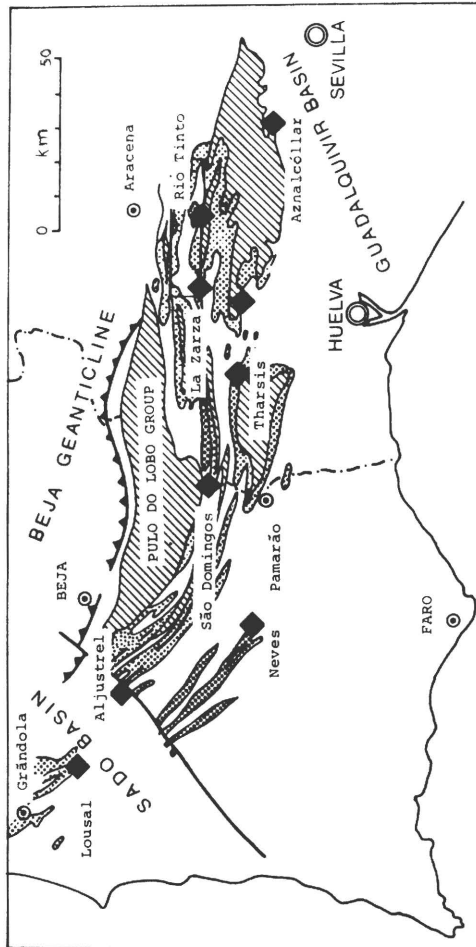 km
0 50
BEJA GEANTICLINE
Aracena
Grândola
BEJA
SADO BASIN
Lousal
Aljustrel
PULO DO LOBO GROUP
Rio Tinto
La Zarza
São Domingos
Tharsis
Aznalcóllar
SEVILLA
GUADALQUIVIR BASIN
Neves
Pamarão
HUELVA
FARO